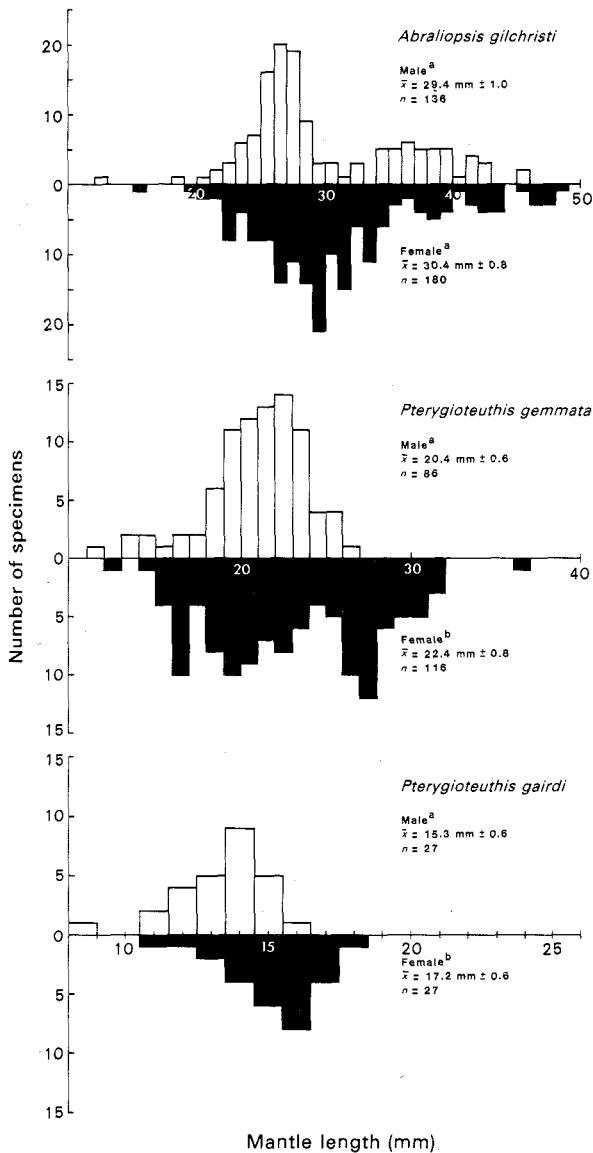 Abraliopsis gilchristi
Male a
x̄ = 29.4 mm ± 1.0
n = 136
20
10
0
10
20
20
30
40
50
Female a
x̄ = 30.4 mm ± 0.8
n = 180
Pterygioteuthis gemmata
Male a
x̄ = 20.4 mm ± 0.6
n = 86
15
10
5
0
5
10
15
20
30
40
Female b
x̄ = 22.4 mm ± 0.8
n = 116
Number of specimens
Pterygioteuthis gairdi
Male a
x̄ = 15.3 mm ± 0.6
n = 27
15
10
5
0
5
10
15
10
15
20
26
Female b
x̄ = 17.2 mm ± 0.6
n = 27
Mantle length (mm)